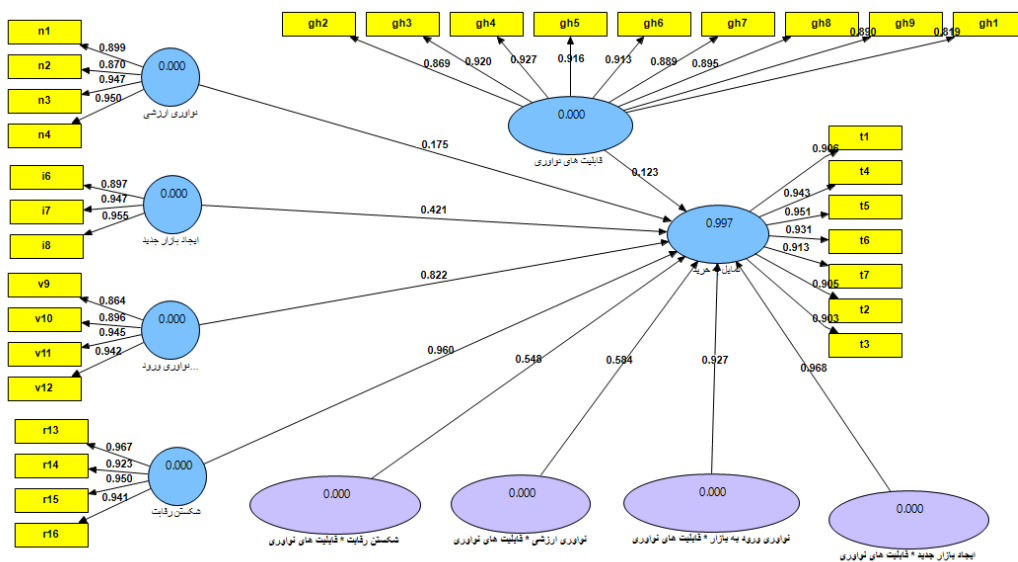 n1
n2
n3
n4
0.899
0.870
0.947
0.950
0.000
نوآوری ارزشی
gh2
gh3
gh4
gh5
gh6
gh7
gh8
gh9
gh1
0.869
0.920
0.927
0.916
0.913
0.889
0.895
0.890
0.819
0.000
قابلیت های نوآوری
0.175
0.123
i6
i7
i8
0.897
0.947
0.955
0.000
ایجاد بازار جدید
0.421
0.997
تمایل خرید
t1
t4
t5
t6
t7
t2
t3
0.906
0.943
0.951
0.931
0.913
0.905
0.903
v9
v10
v11
v12
0.864
0.896
0.945
0.942
0.000
نوآوری ورود...
0.822
r13
r14
r15
r16
0.967
0.923
0.950
0.941
0.000
شکستن رقابت
0.960
0.548
0.584
0.927
0.968
0.000
شکستن رقابت * قابلیت های نوآوری
0.000
نوآوری ارزشی * قابلیت های نوآوری
0.000
نوآوری ورود به بازار * قابلیت های نوآوری
0.000
ایجاد بازار جدید * قابلیت های نوآوری